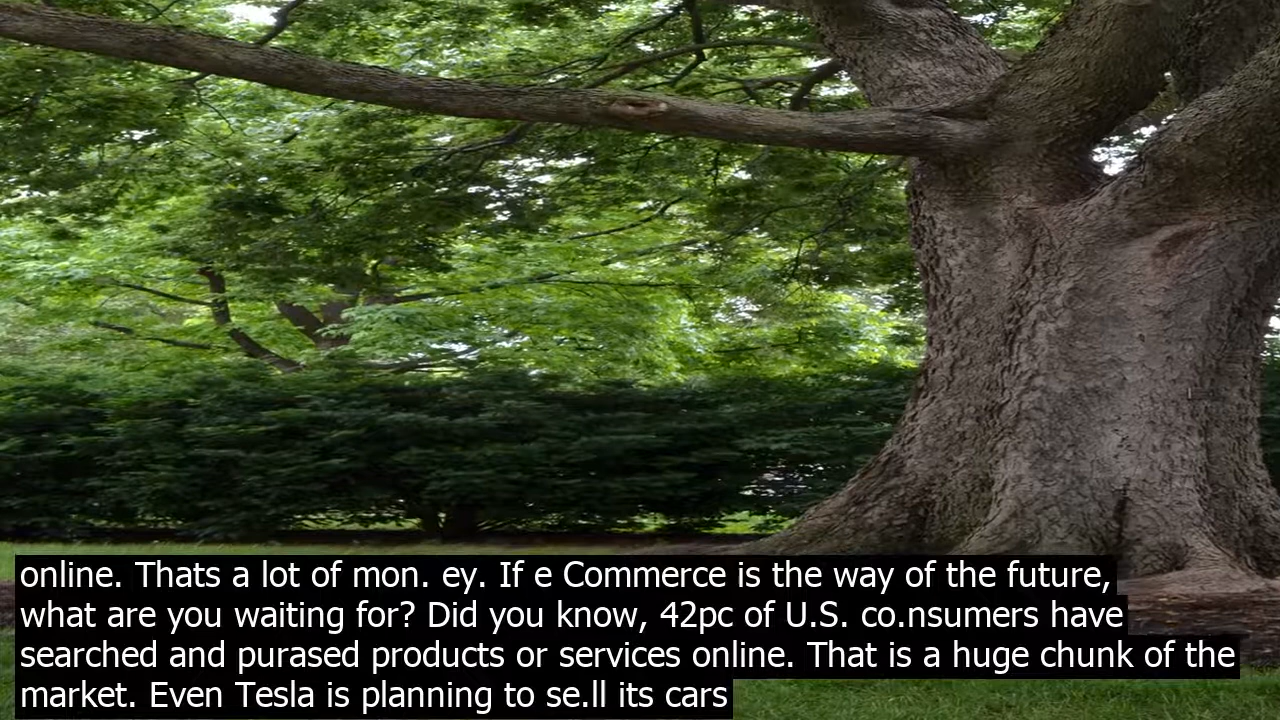 online. Thats a lot of mon. ey. If e Commerce is the way of the future,
what are you waiting for? Did you know, 42pc of U.S. co.nsumers have
searched and purased products or services online. That is a huge chunk of the
market. Even Tesla is planning to se.ll its cars